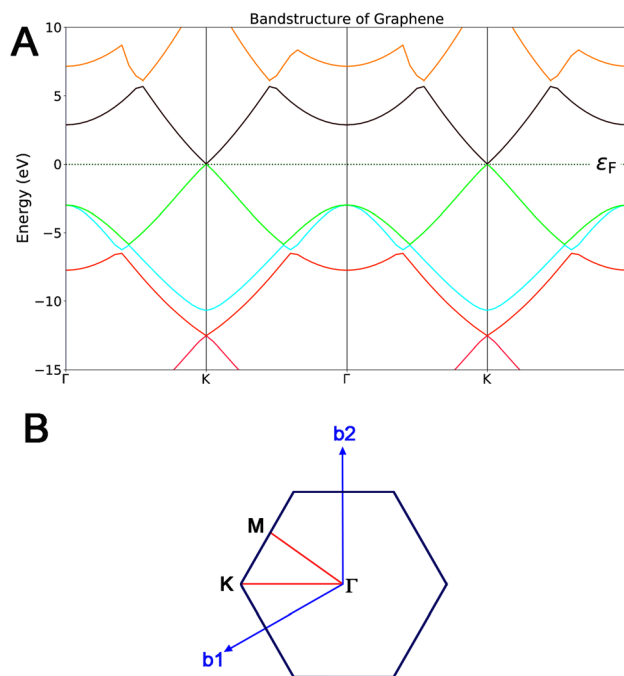 Bandstructure of Graphene
A
10
5
0
−5
−10
−15
Energy (eV)
εF
Γ K Γ K
B
b2
M
K Γ
b1